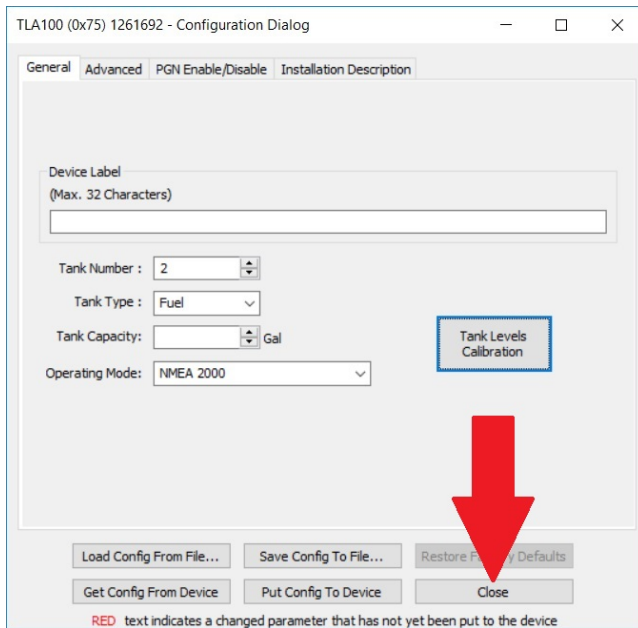 TLA100 (0x75) 1261692 - Configuration Dialog
General Advanced PGN Enable/Disable Installation Description
Device Label
(Max. 32 Characters)
Tank Number : 2
Tank Type : Fuel
Tank Capacity: Gal
Operating Mode: NMEA 2000
Tank Levels
Calibration
Load Config From File... Save Config To File... Restore Defaults
Get Config From Device Put Config To Device Close
RED text indicates a changed parameter that has not yet been put to the device